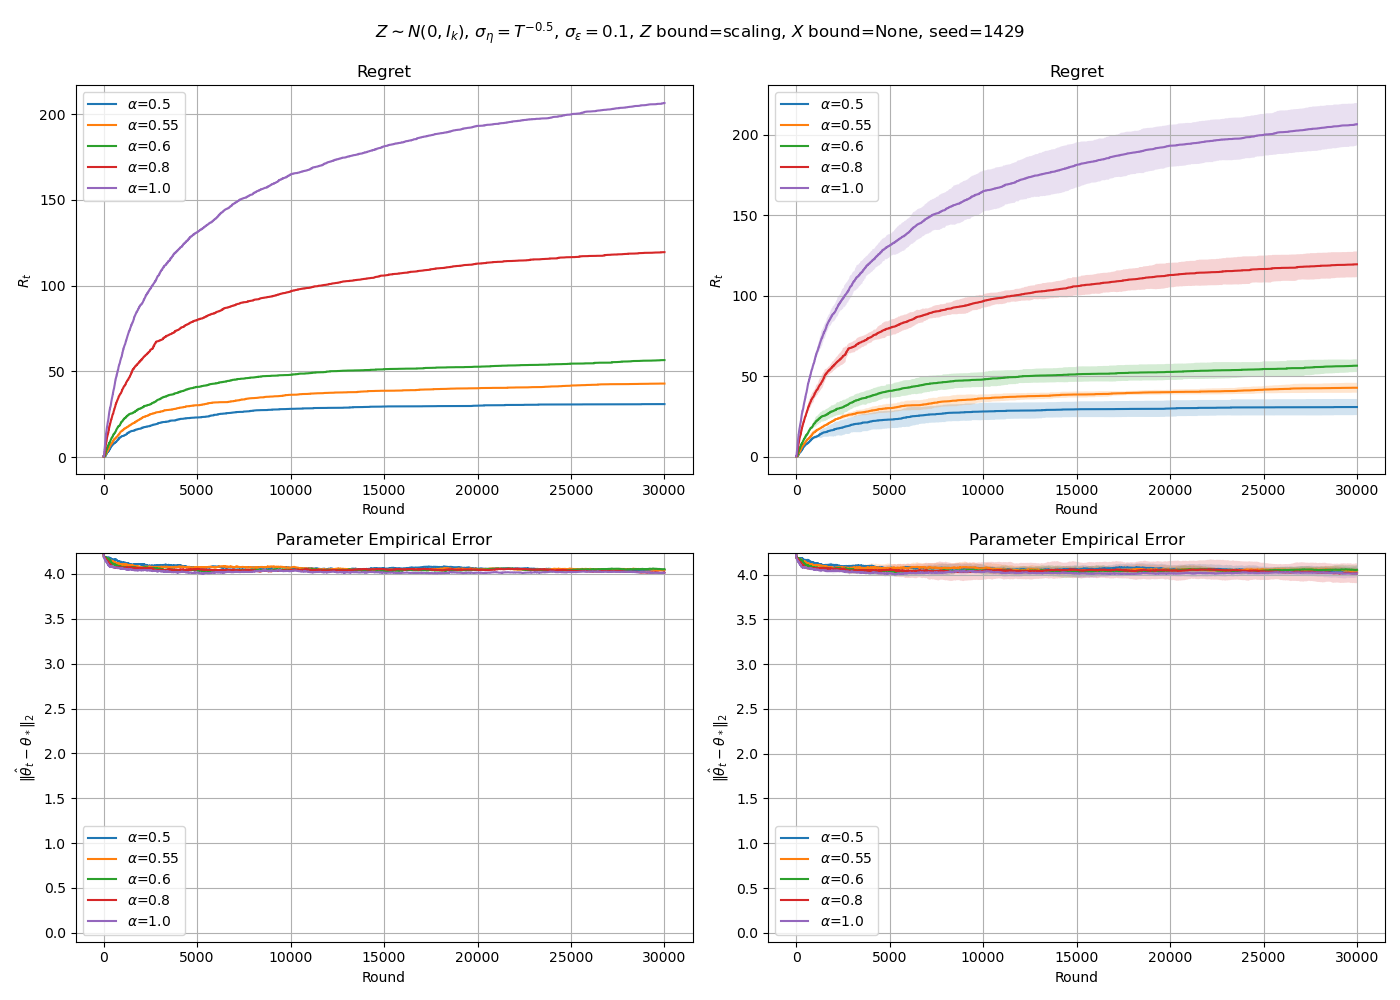 Z ~ N(0, I_k), σ_η = T^{−0.5}, σ_ε = 0.1, Z bound=scaling, X bound=None, seed=1429
Regret
α=0.5
α=0.55
α=0.6
α=0.8
α=1.0
200
150
100
50
0
R_t
0 5000 10000 15000 20000 25000 30000
Round
Regret
α=0.5
α=0.55
α=0.6
α=0.8
α=1.0
200
150
100
50
0
R_t
0 5000 10000 15000 20000 25000 30000
Round
Parameter Empirical Error
4.0
3.5
3.0
2.5
2.0
1.5
1.0
0.5
0.0
‖θ̂_t − θ_*‖_2
α=0.5
α=0.55
α=0.6
α=0.8
α=1.0
0 5000 10000 15000 20000 25000 30000
Round
Parameter Empirical Error
4.0
3.5
3.0
2.5
2.0
1.5
1.0
0.5
0.0
‖θ̂_t − θ_*‖_2
α=0.5
α=0.55
α=0.6
α=0.8
α=1.0
0 5000 10000 15000 20000 25000 30000
Round